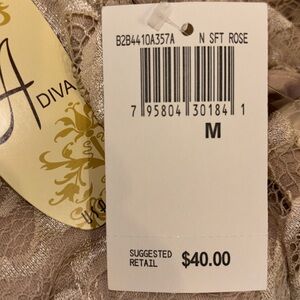 B2B4410A357A N SFT ROSE
7 95804 30184 1
M
SUGGESTED
RETAIL $40.00
A
DIVA